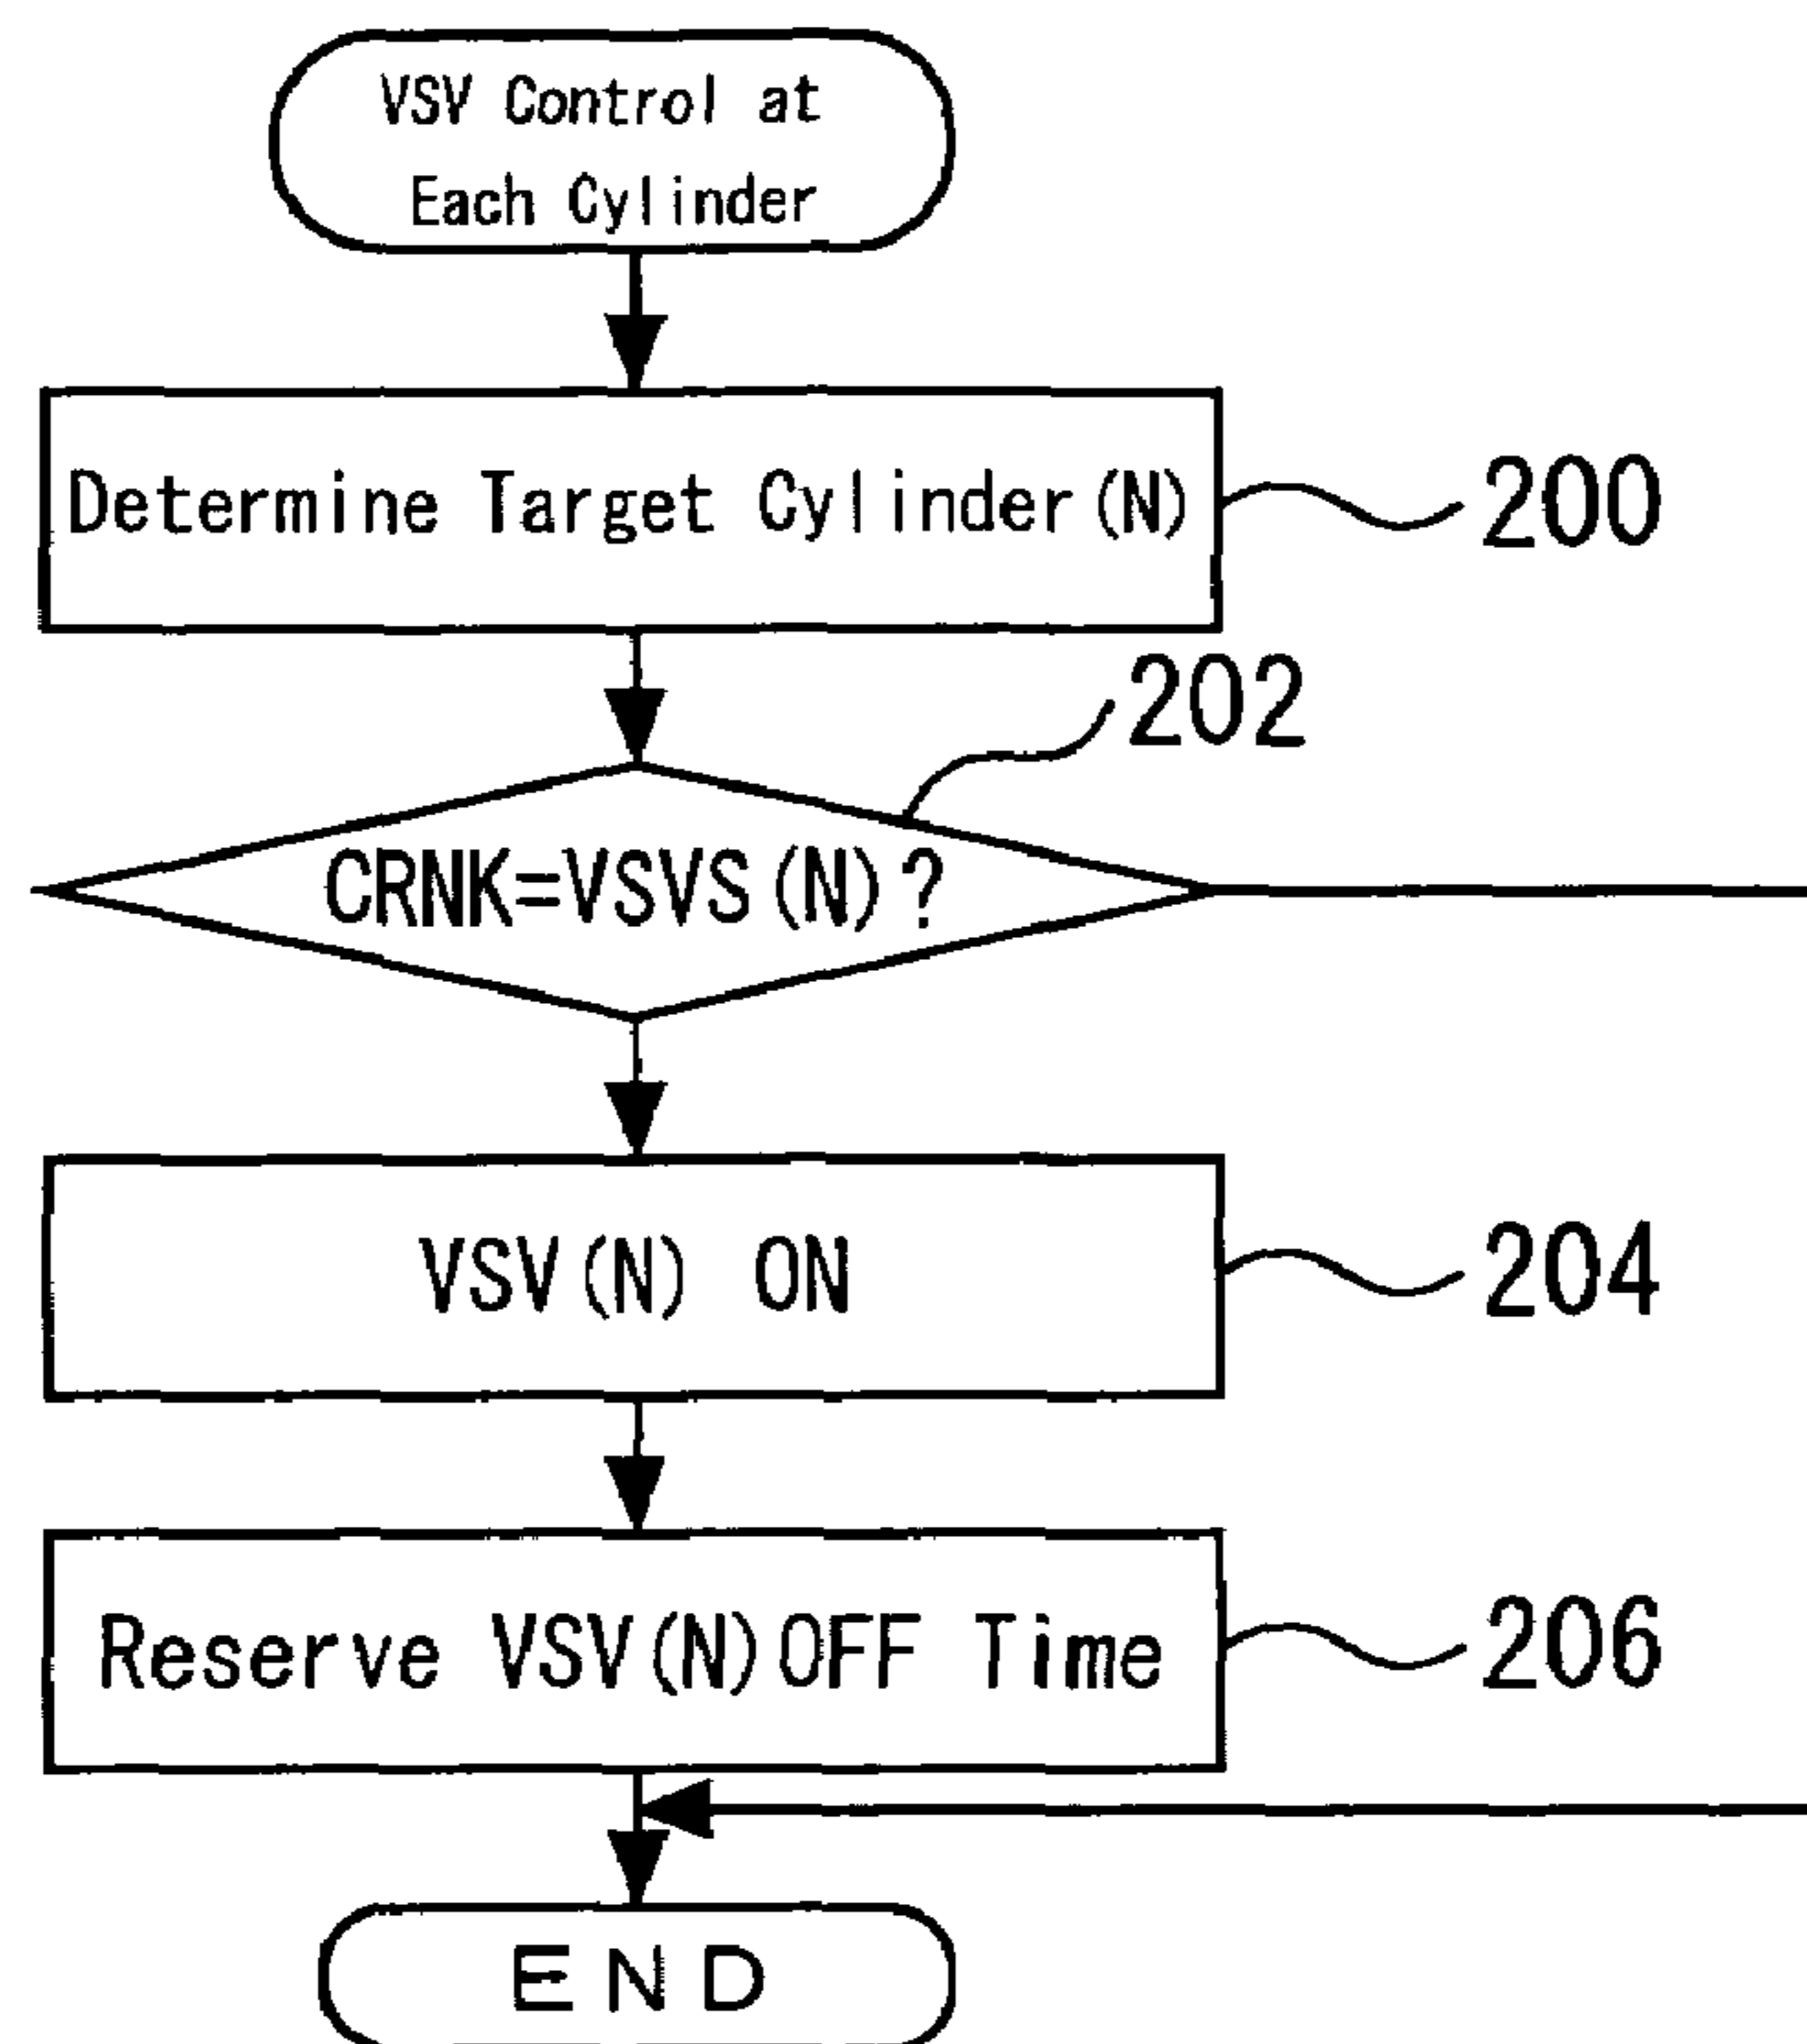 VSV Control at
Each Cylinder
Determine Target Cylinder(N)
200
202
CRNK=VSVS(N)?
VSV(N) ON
204
Reserve VSV(N)OFF Time
206
END